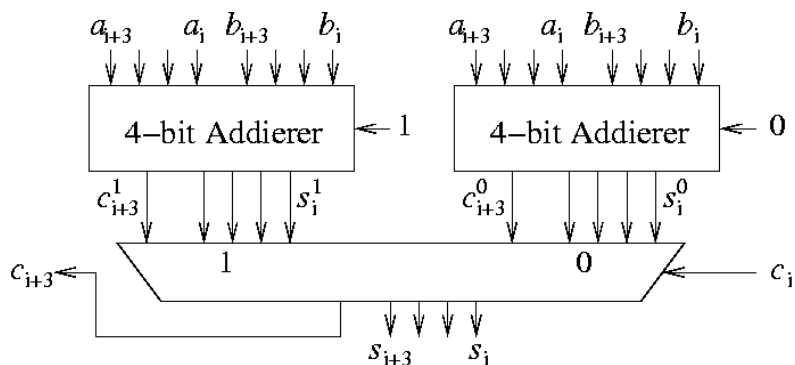 a_{i+3} a_i b_{i+3} b_i a_{i+3} a_i b_{i+3} b_i
4-bit Addierer 1 4-bit Addierer 0
c^1_{i+3} s^1_i c^0_{i+3} s^0_i
c_{i+3} 1 0 c_i
s_{i+3} s_i